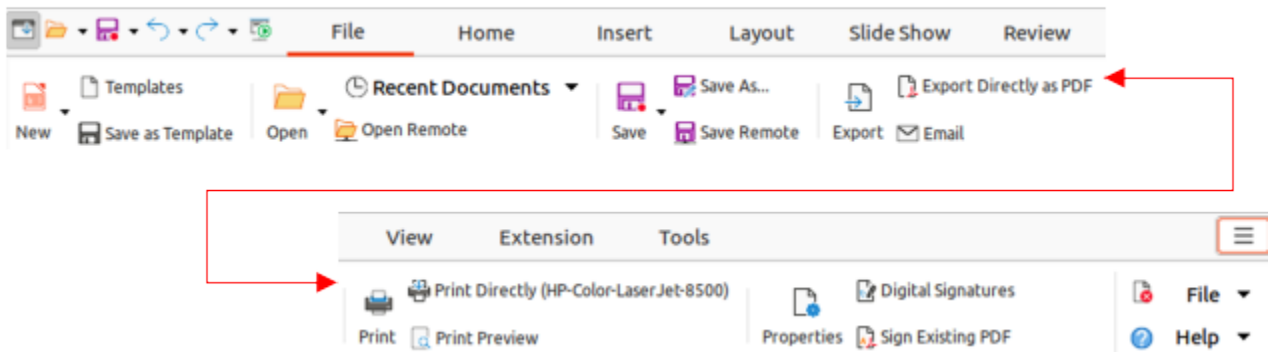 File Home Insert Layout Slide Show Review
Templates Recent Documents Save As... Export Directly as PDF
New Save as Template Open Open Remote Save Save Remote Export Email
View Extension Tools
Print Directly (HP-Color-LaserJet-8500) Digital Signatures File
Print Print Preview Properties Sign Existing PDF Help